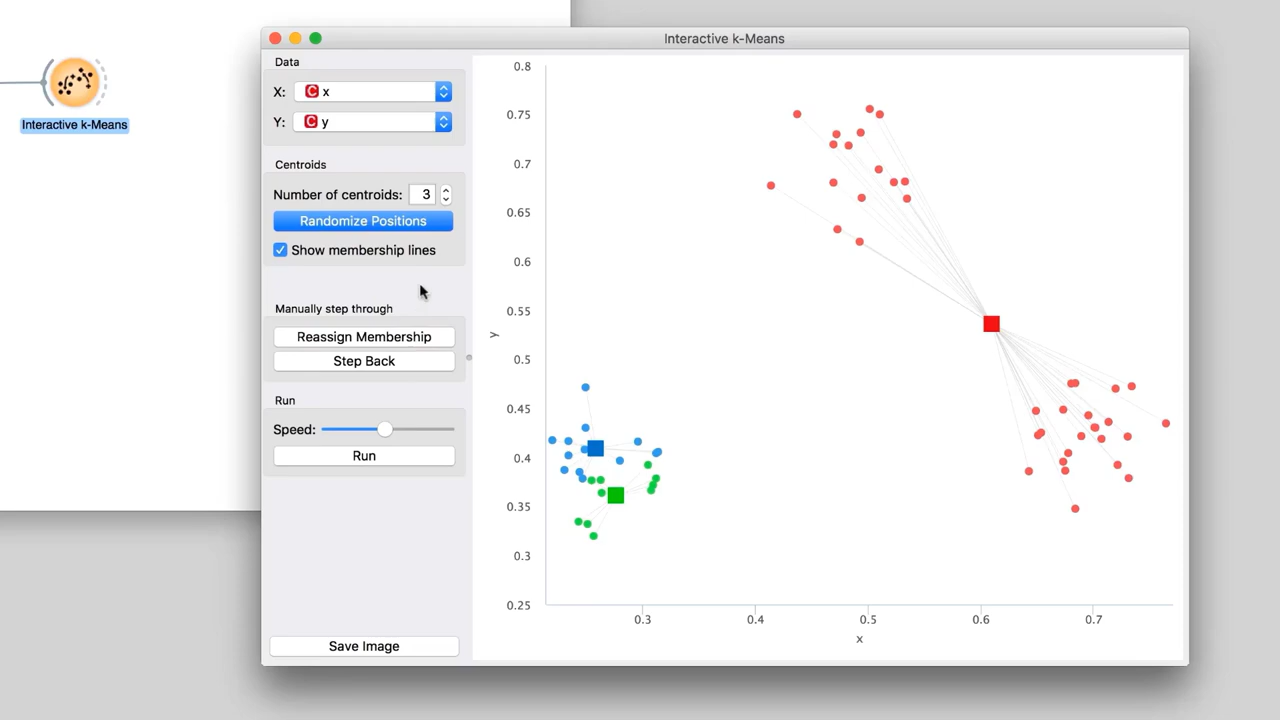 Interactive k-Means
Interactive k-Means
Data
X: C x
Y: C y
Centroids
Number of centroids: 3
Randomize Positions
Show membership lines
Manually step through
Reassign Membership
Step Back
Run
Speed:
Run
Save Image
0.8
0.75
0.7
0.65
0.6
0.55
0.5
0.45
0.4
0.35
0.3
0.25
y
0.3 0.4 0.5 0.6 0.7
x